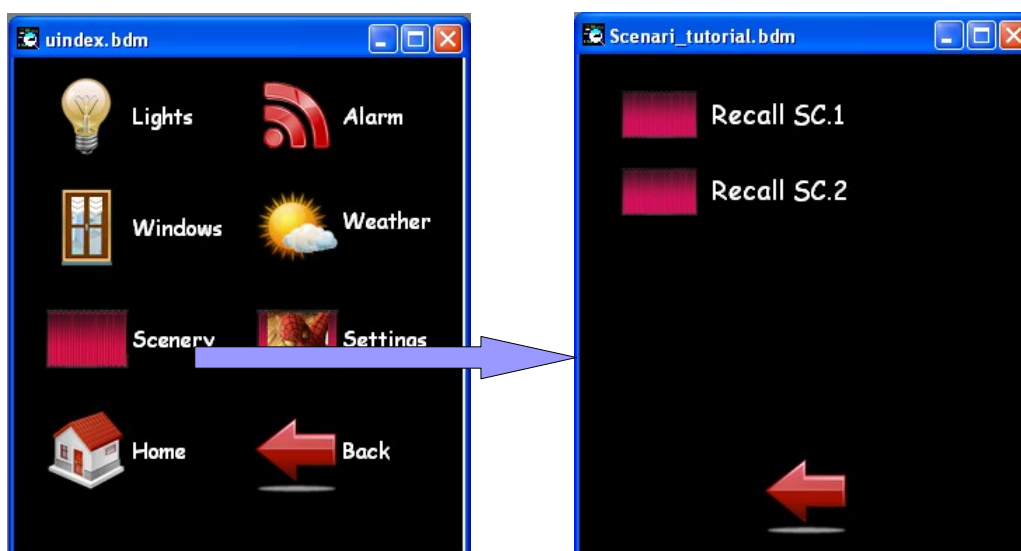 uindex.bdm
Lights
Alarm
Windows
Weather
Scenery
Settings
Home
Back
Scenari_tutorial.bdm
Recall SC.1
Recall SC.2